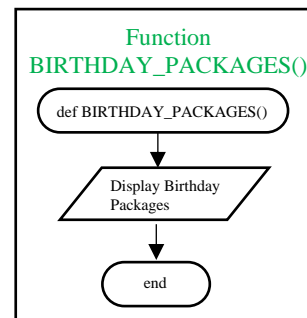 Function
BIRTHDAY_PACKAGES()
def BIRTHDAY_PACKAGES()
Display Birthday
Packages
end